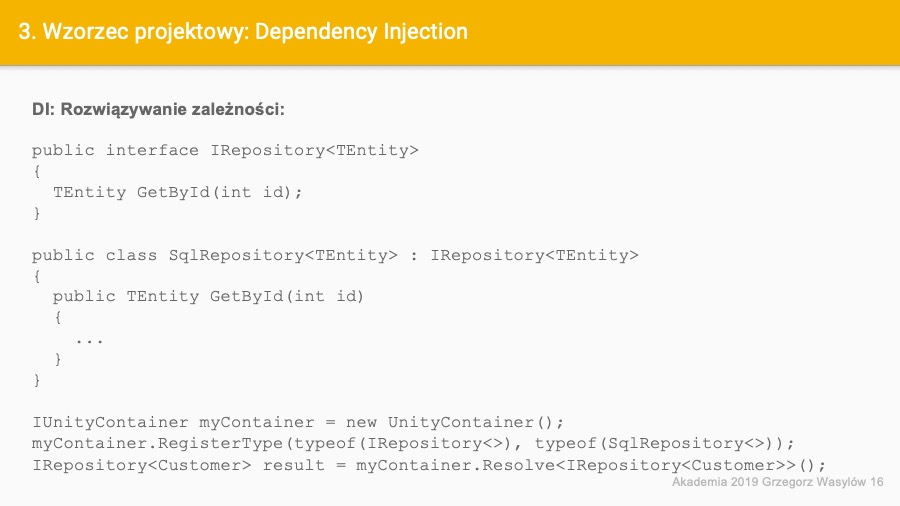 3. Wzorzec projektowy: Dependency Injection
DI: Rozwiązywanie zależności:
public interface IRepository<TEntity>
{
  TEntity GetById(int id);
}
public class SqlRepository<TEntity> : IRepository<TEntity>
{
  public TEntity GetById(int id)
  {
    ...
  }
}
IUnityContainer myContainer = new UnityContainer();
myContainer.RegisterType(typeof(IRepository<>), typeof(SqlRepository<>));
IRepository<Customer> result = myContainer.Resolve<IRepository<Customer>>();
Akademia 2019 Grzegorz Wasylów 16